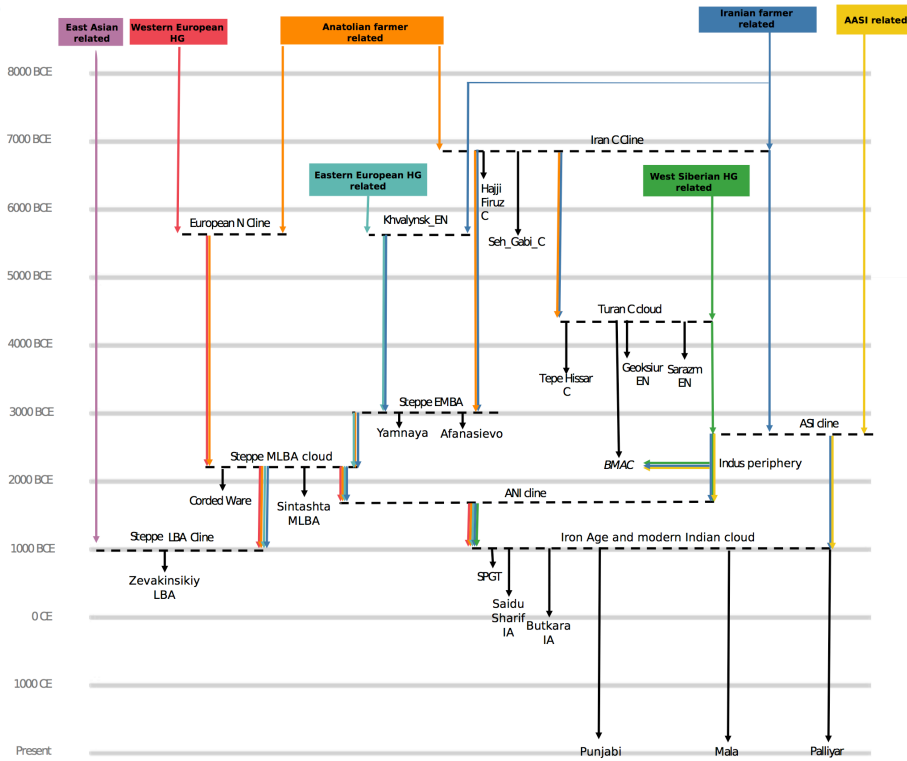 East Asian
related
Western European
HG
Anatolian farmer
related
Iranian farmer
related
AASI related
8000 BCE
7000 BCE
Iran C Cline
Eastern European HG
related
Hajji
Firuz
C
West Siberian HG
related
6000 BCE
European N Cline
Khvalynsk_EN
Seh_Gabi_C
5000 BCE
Turan C cloud
4000 BCE
Tepe Hissar
C
Geoksiur
EN
Sarazm
EN
3000 BCE
Steppe EMBA
Yamnaya
Afanasievo
ASI cline
Steppe MLBA cloud
BMAC
Indus periphery
2000 BCE
Corded Ware
Sintashta
MLBA
ANI cline
Steppe LBA Cline
Iron Age and modern Indian cloud
1000 BCE
Zevakinsikiy
LBA
SPGT
Saidu
Sharif
IA
Butkara
IA
0 CE
1000 CE
Present
Punjabi
Mala
Palliyar